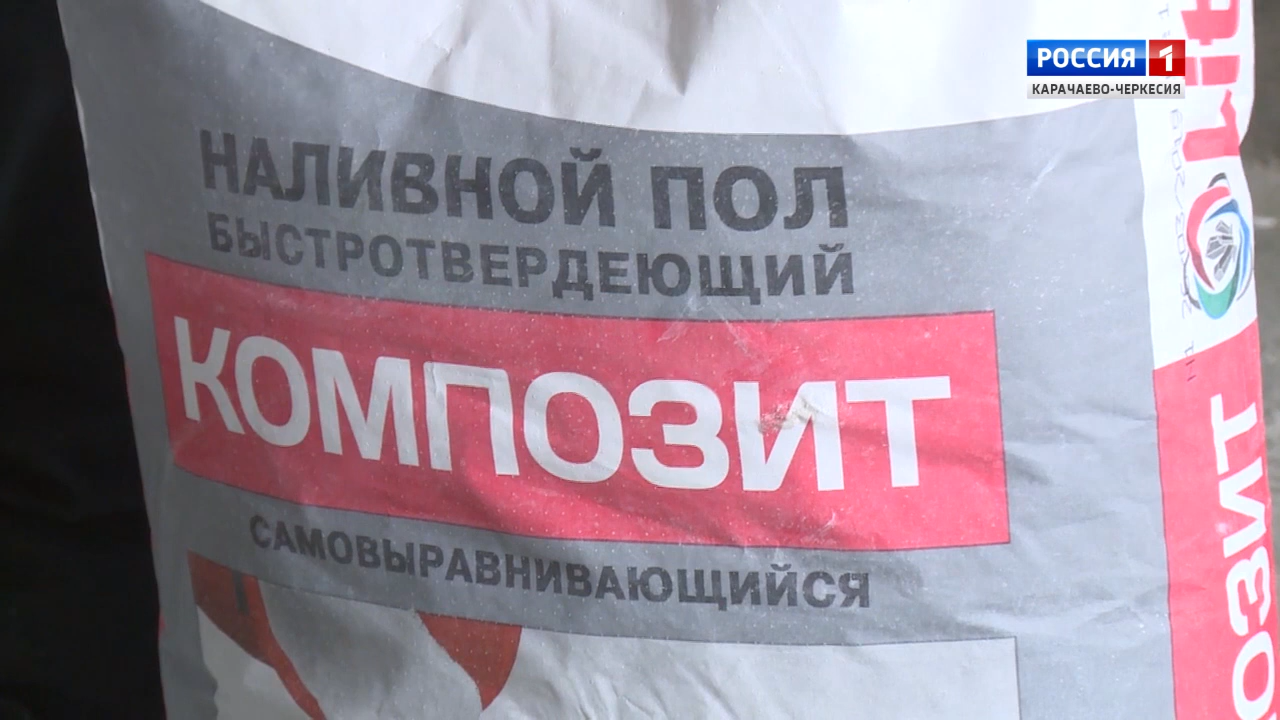 РОССИЯ 1
КАРАЧАЕВО-ЧЕРКЕСИЯ
НАЛИВНОЙ ПОЛ
БЫСТРОТВЕРДЕЮЩИЙ
КОМПОЗИТ
САМОВЫРАВНИВАЮЩИЙСЯ
ОЗИТ